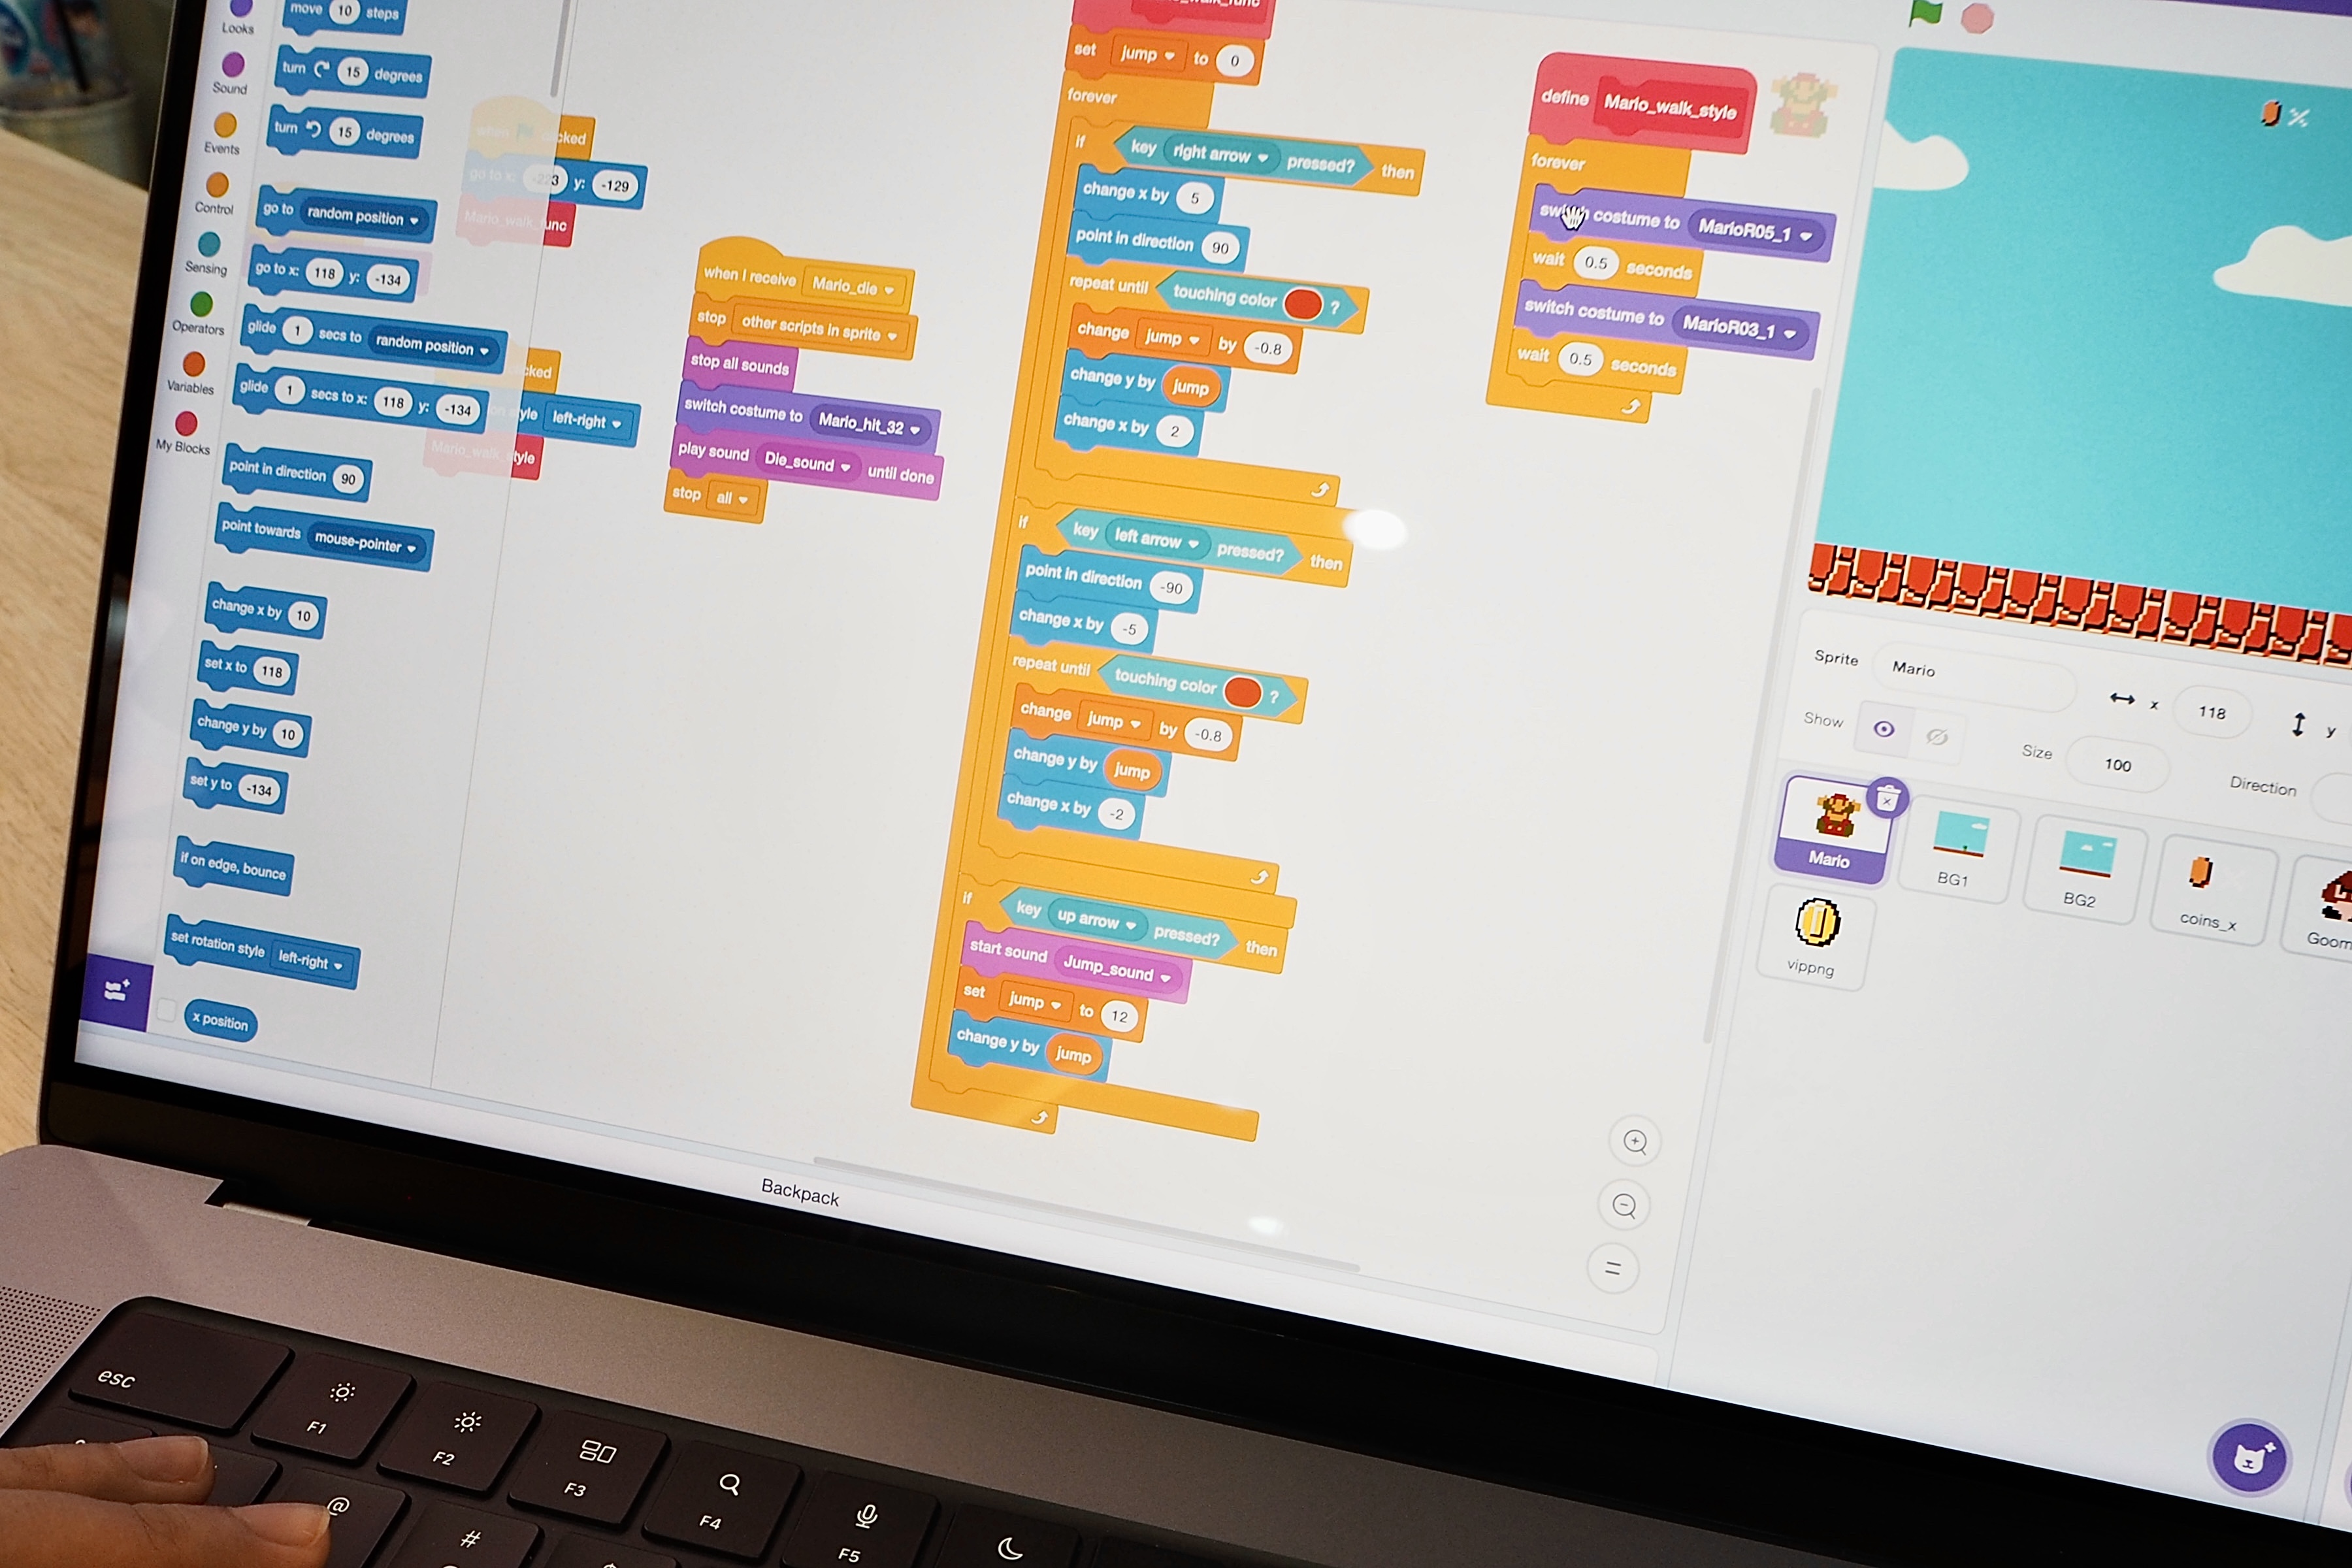 Looks
Sound
Events
Control
Sensing
Operators
Variables
My Blocks
move 10 steps
turn 15 degrees
turn 15 degrees
go to random position
go to x: 118 y: -134
glide 1 secs to random position
glide 1 secs to x: 118 y: -134
point in direction 90
point towards mouse-pointer
change x by 10
set x to 118
change y by 10
set y to -134
if on edge, bounce
set rotation style left-right
x position
when clicked
go to x: -223 y: -129
Mario_walk_func
cked
style left-right
Mario_walk_style
when I receive Mario_die
stop other scripts in sprite
stop all sounds
switch costume to Mario_hit_32
play sound Die_sound until done
stop all
set jump to 0
forever
if key right arrow pressed? then
change x by 5
point in direction 90
repeat until touching color ?
change jump by -0.8
change y by jump
change x by 2
if key left arrow pressed? then
point in direction -90
change x by -5
repeat until touching color ?
change jump by -0.8
change y by jump
change x by -2
if key up arrow pressed? then
start sound Jump_sound
set jump to 12
change y by jump
define Mario_walk_style
forever
switch costume to MarioR05_1
wait 0.5 seconds
switch costume to MarioR03_1
wait 0.5 seconds
Backpack
Sprite Mario
x 118 y
Show
Size 100
Direction
Mario
BG1
BG2
coins_x
Goom
vippng
esc
F1
F2
F3
F4
F5
@
#